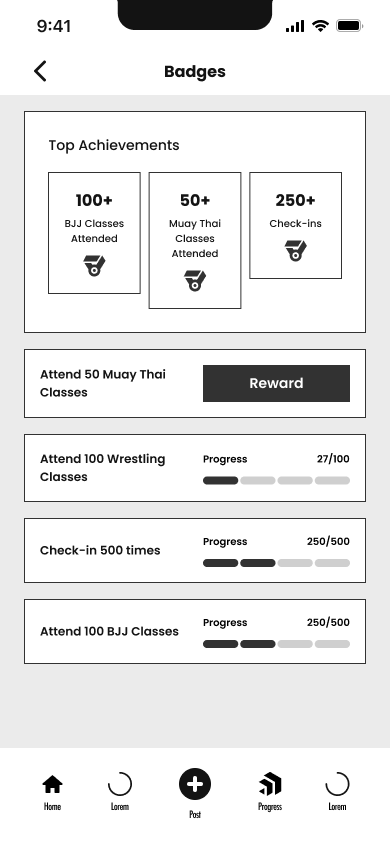 9:41
Badges
Top Achievements
100+
BJJ Classes
Attended
50+
Muay Thai
Classes
Attended
250+
Check-ins
Attend 50 Muay Thai
Classes
Reward
Attend 100 Wrestling
Classes
Progress 27/100
Check-in 500 times
Progress 250/500
Attend 100 BJJ Classes
Progress 250/500
Home Lorem Post Progress Lorem